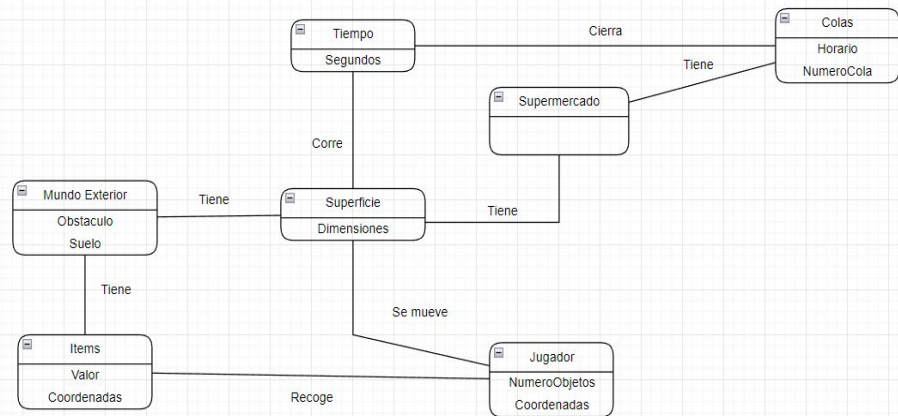 Tiempo
Segundos
Cierra
Colas
Horario
NumeroCola
Tiene
Supermercado
Corre
Mundo Exterior
Obstaculo
Suelo
Tiene
Superficie
Dimensiones
Tiene
Tiene
Se mueve
Items
Valor
Coordenadas
Recoge
Jugador
NumeroObjetos
Coordenadas